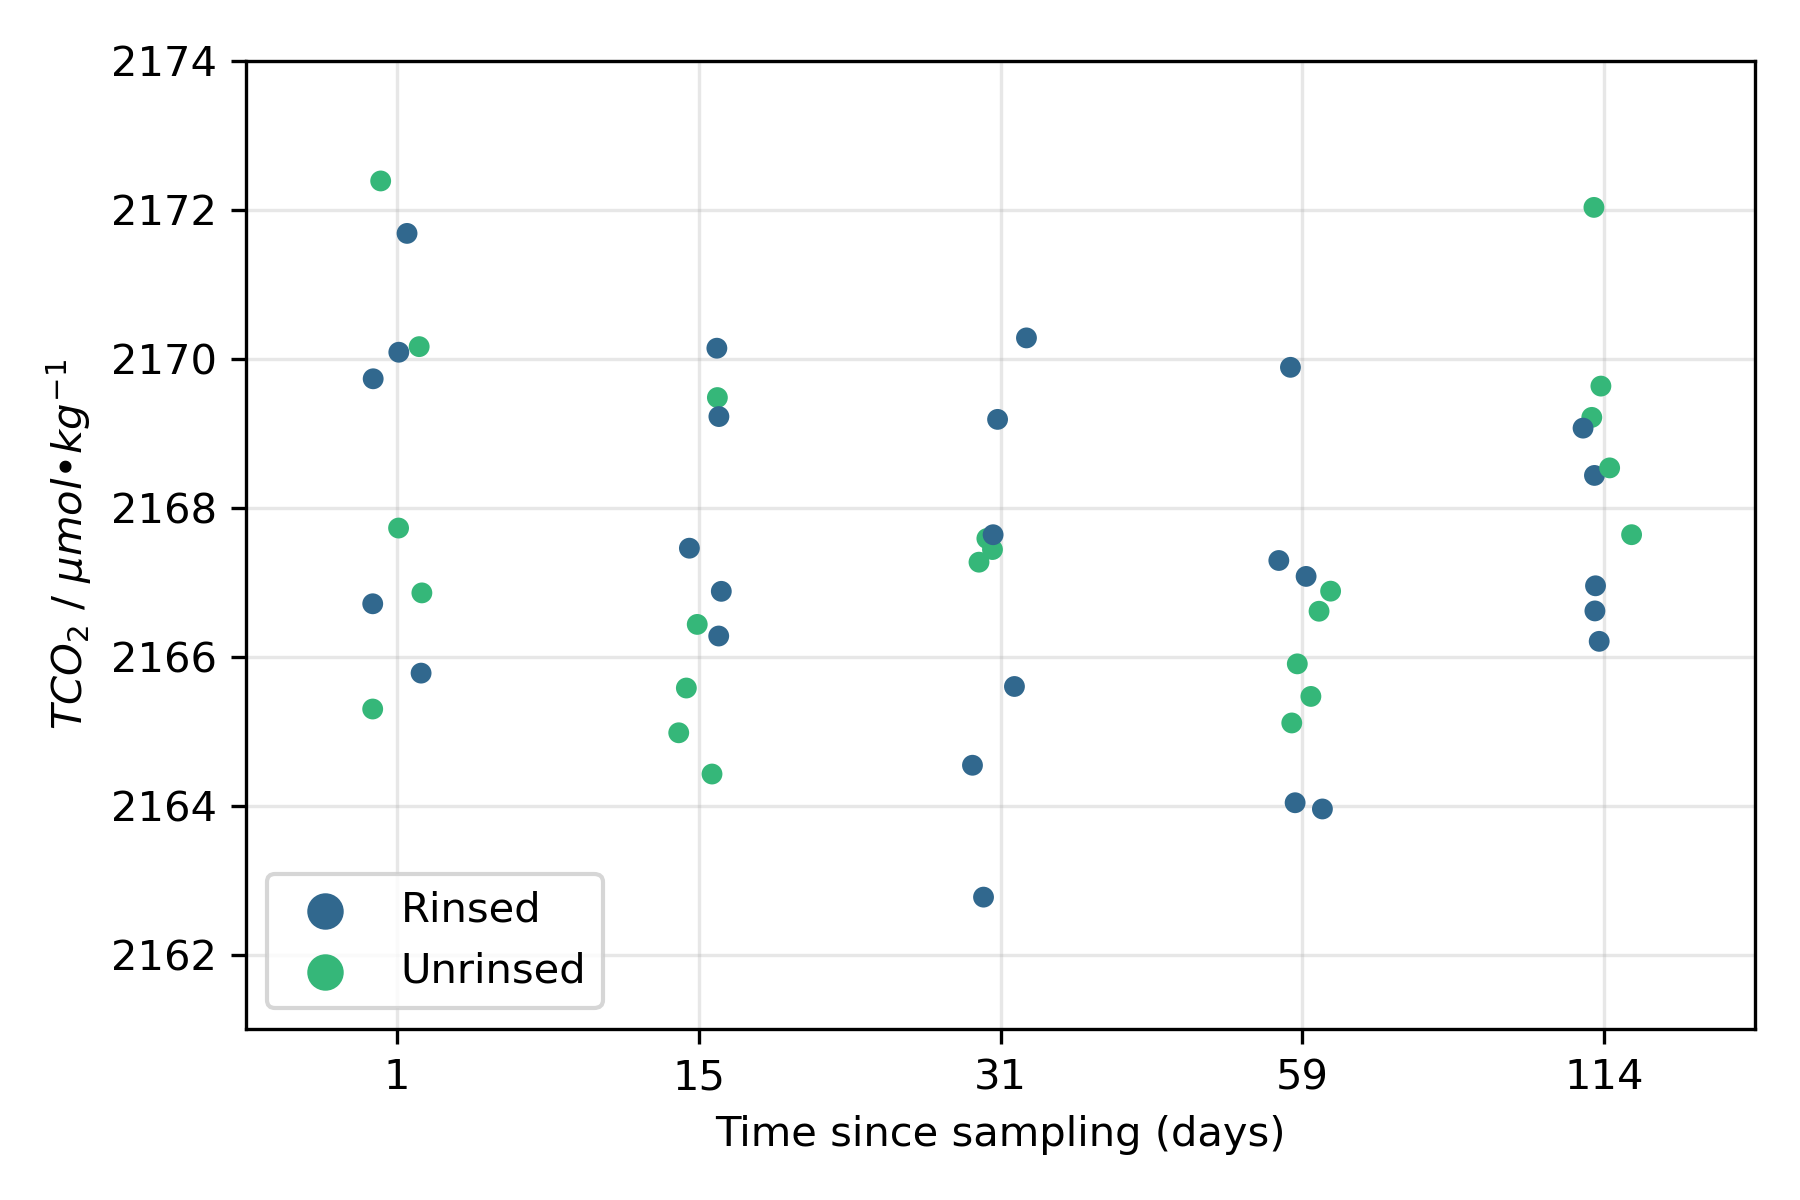 2174
2172
2170
2168
2166
2164
2162
TCO₂ / μmol•kg⁻¹
Rinsed
Unrinsed
1 15 31 59 114
Time since sampling (days)